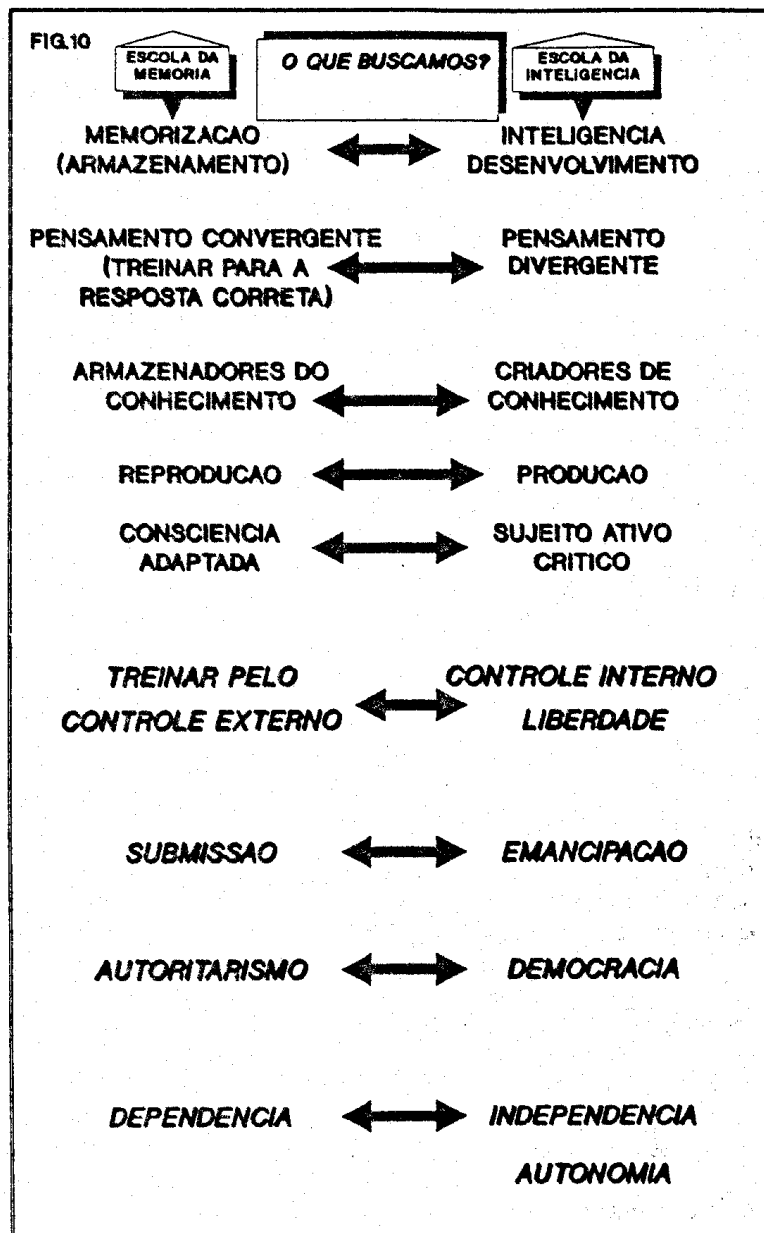 FIG.10
ESCOLA DA
MEMORIA
O QUE BUSCAMOS?
ESCOLA DA
INTELIGENCIA
MEMORIZACAO
(ARMAZENAMENTO)
INTELIGENCIA
DESENVOLVIMENTO
PENSAMENTO CONVERGENTE
(TREINAR PARA A
RESPOSTA CORRETA)
PENSAMENTO
DIVERGENTE
ARMAZENADORES DO
CONHECIMENTO
CRIADORES DE
CONHECIMENTO
REPRODUCAO
PRODUCAO
CONSCIENCIA
ADAPTADA
SUJEITO ATIVO
CRITICO
TREINAR PELO
CONTROLE EXTERNO
CONTROLE INTERNO
LIBERDADE
SUBMISSAO
EMANCIPACAO
AUTORITARISMO
DEMOCRACIA
DEPENDENCIA
INDEPENDENCIA
AUTONOMIA